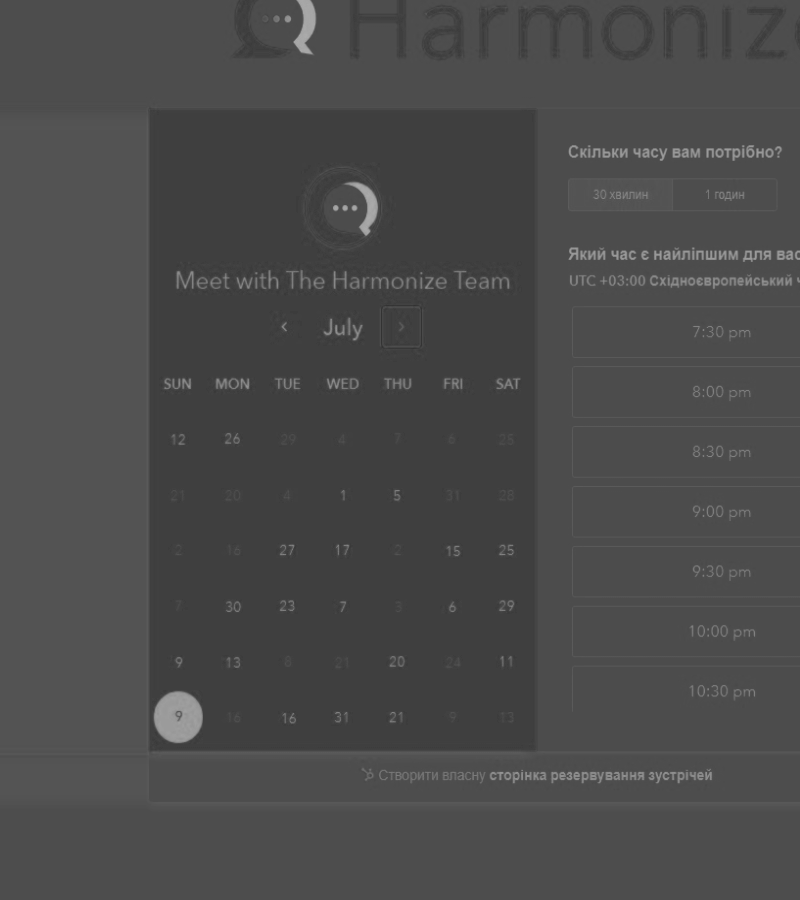 Harmoniz
Meet with The Harmonize Team
July
SUN MON TUE WED THU FRI SAT
12 26 29 4 7 6 25
21 20 4 1 5 31 28
2 16 27 17 2 15 25
7 30 23 7 3 6 29
9 13 8 21 20 24 11
9 16 16 31 21 9 13
Скільки часу вам потрібно?
30 хвилин 1 годин
Який час є найліпшим для вас
UTC +03:00 Східноєвропейський ч
7:30 pm
8:00 pm
8:30 pm
9:00 pm
9:30 pm
10:00 pm
10:30 pm
Створити власну сторінка резервування зустрічей